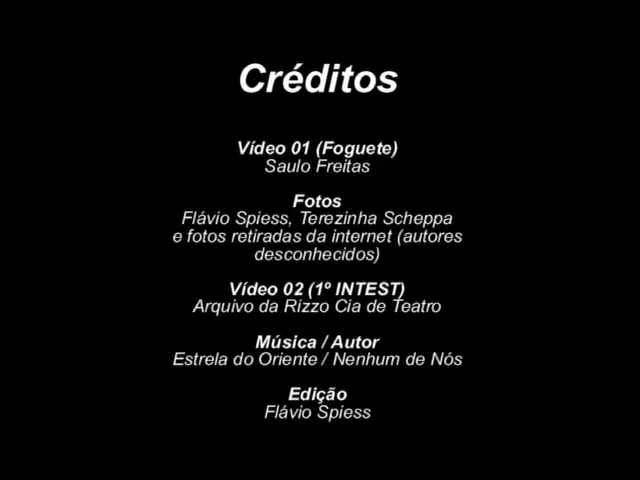 Créditos
Vídeo 01 (Foguete)
Saulo Freitas
Fotos
Flávio Spiess, Terezinha Scheppa
e fotos retiradas da internet (autores
desconhecidos)
Vídeo 02 (1º INTEST)
Arquivo da Rizzo Cia de Teatro
Música / Autor
Estrela do Oriente / Nenhum de Nós
Edição
Flávio Spiess